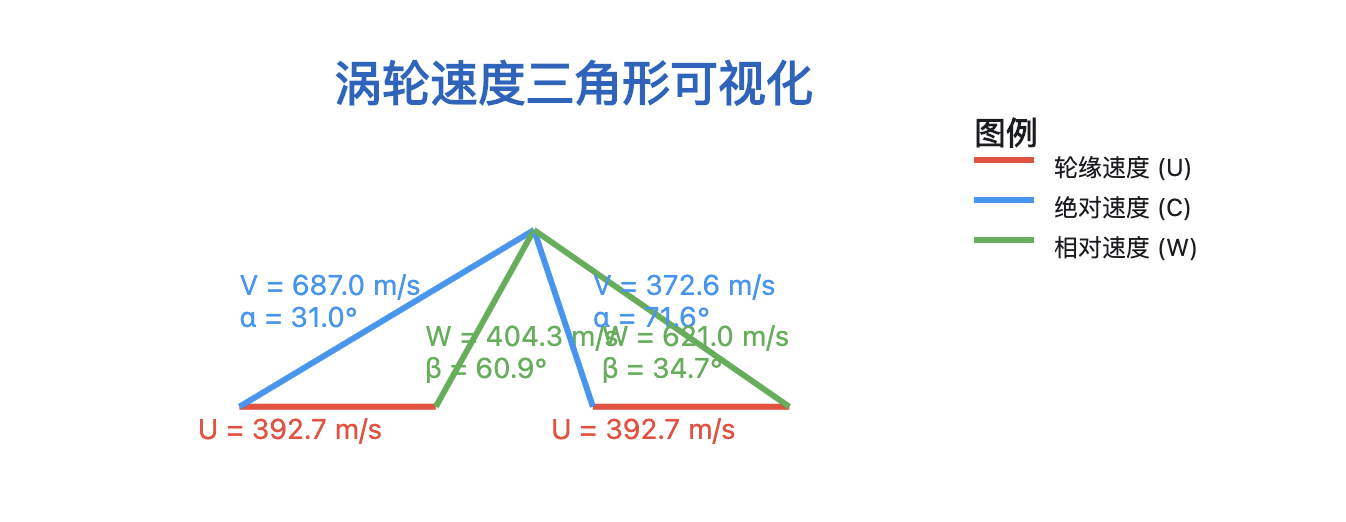 涡轮速度三角形可视化
图例
轮缘速度 (U)
绝对速度 (C)
相对速度 (W)
V = 687.0 m/s
α = 31.0°
V = 372.6 m/s
α = 71.6°
W = 404.3 m/s
β = 60.9°
W = 621.0 m/s
β = 34.7°
U = 392.7 m/s
U = 392.7 m/s